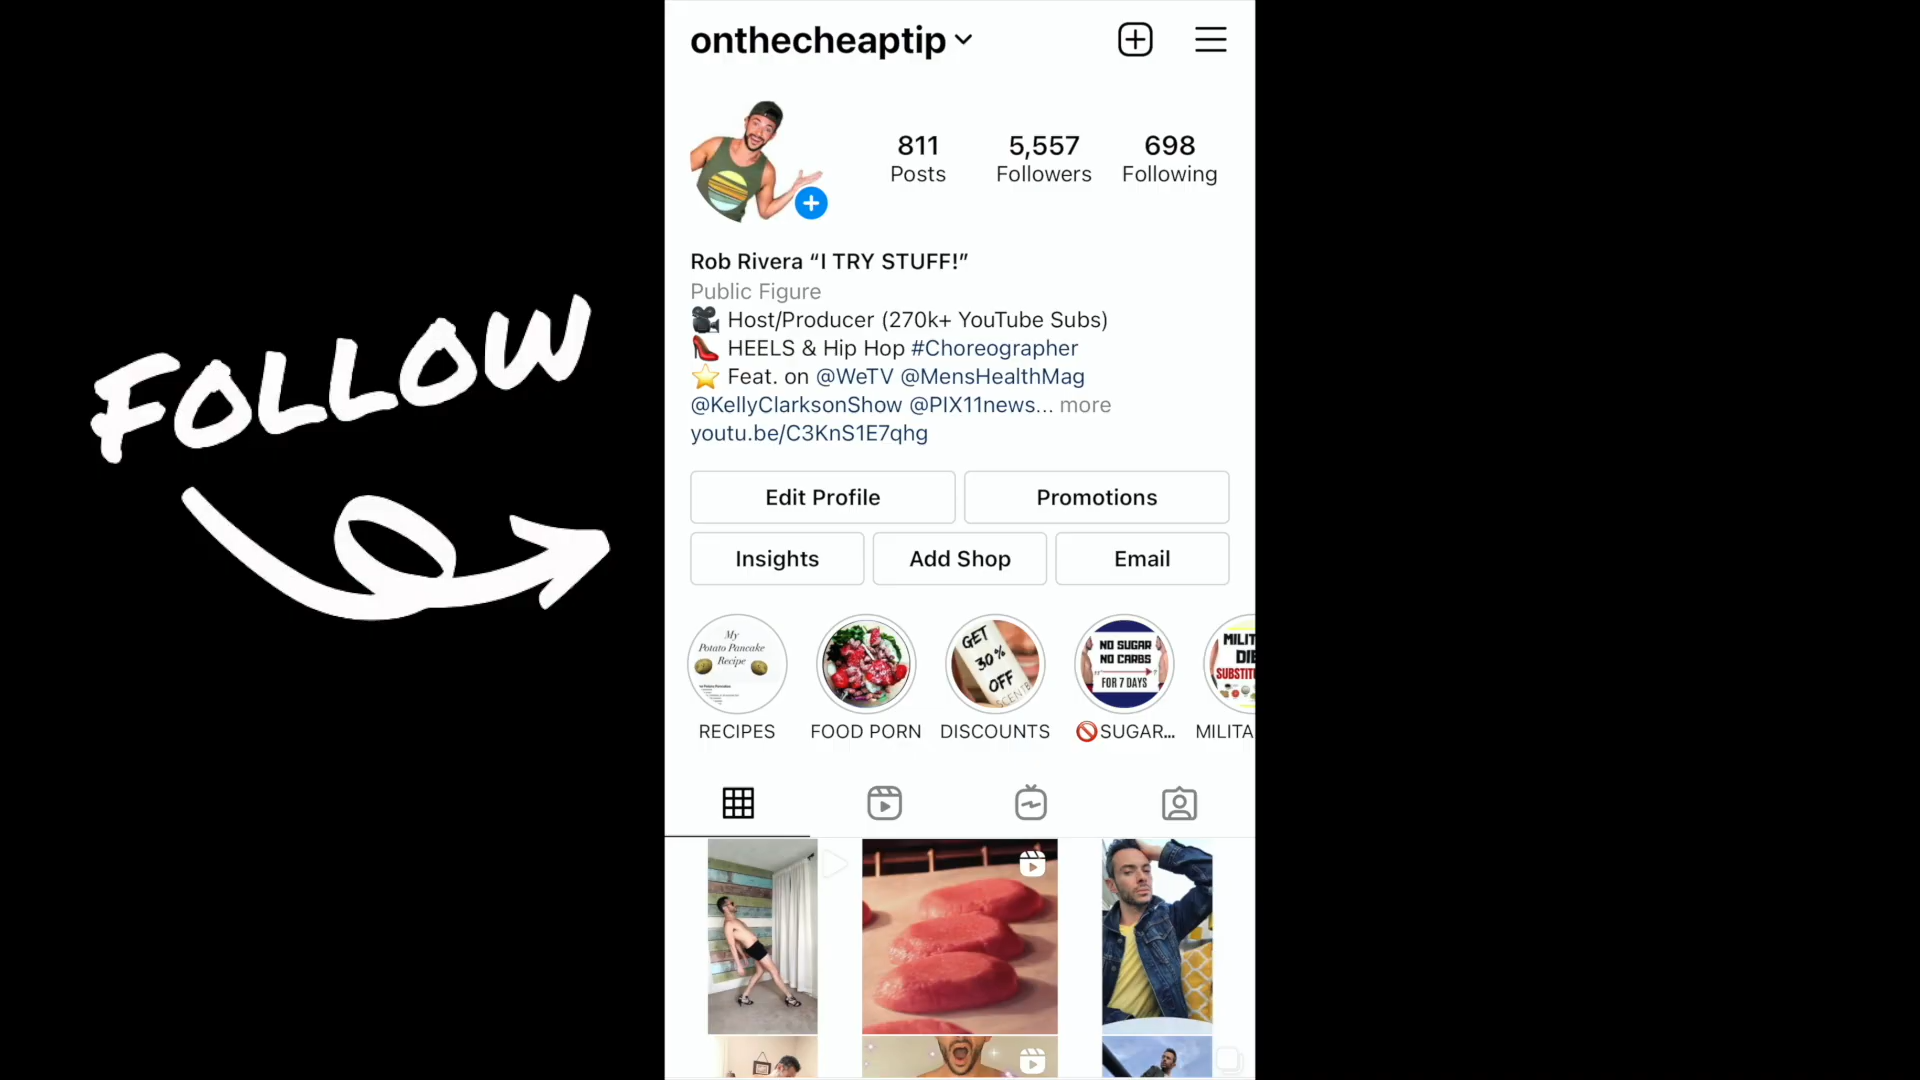 onthecheaptip
811
Posts
5,557
Followers
698
Following
Rob Rivera “I TRY STUFF!”
Public Figure
Host/Producer (270k+ YouTube Subs)
HEELS & Hip Hop #Choreographer
Feat. on @WeTV @MensHealthMag
@KellyClarksonShow @PIX11news... more
youtu.be/C3KnS1E7qhg
FOLLOW
Edit Profile
Promotions
Insights
Add Shop
Email
My
Potato Pancake
Recipe
GET
30%
OFF
NO SUGAR
NO CARBS
FOR 7 DAYS
MILIT
DIE
SUBSTIT
RECIPES
FOOD PORN
DISCOUNTS
SUGAR...
MILITA